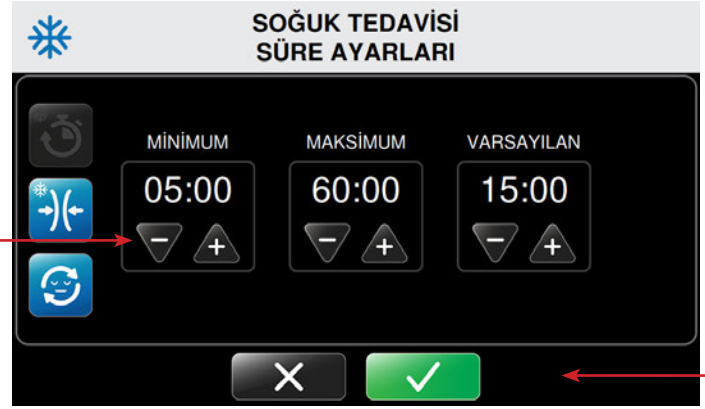 SOĞUK TEDAVİSİ
SÜRE AYARLARI
MİNİMUM MAKSİMUM VARSAYILAN
05:00 60:00 15:00